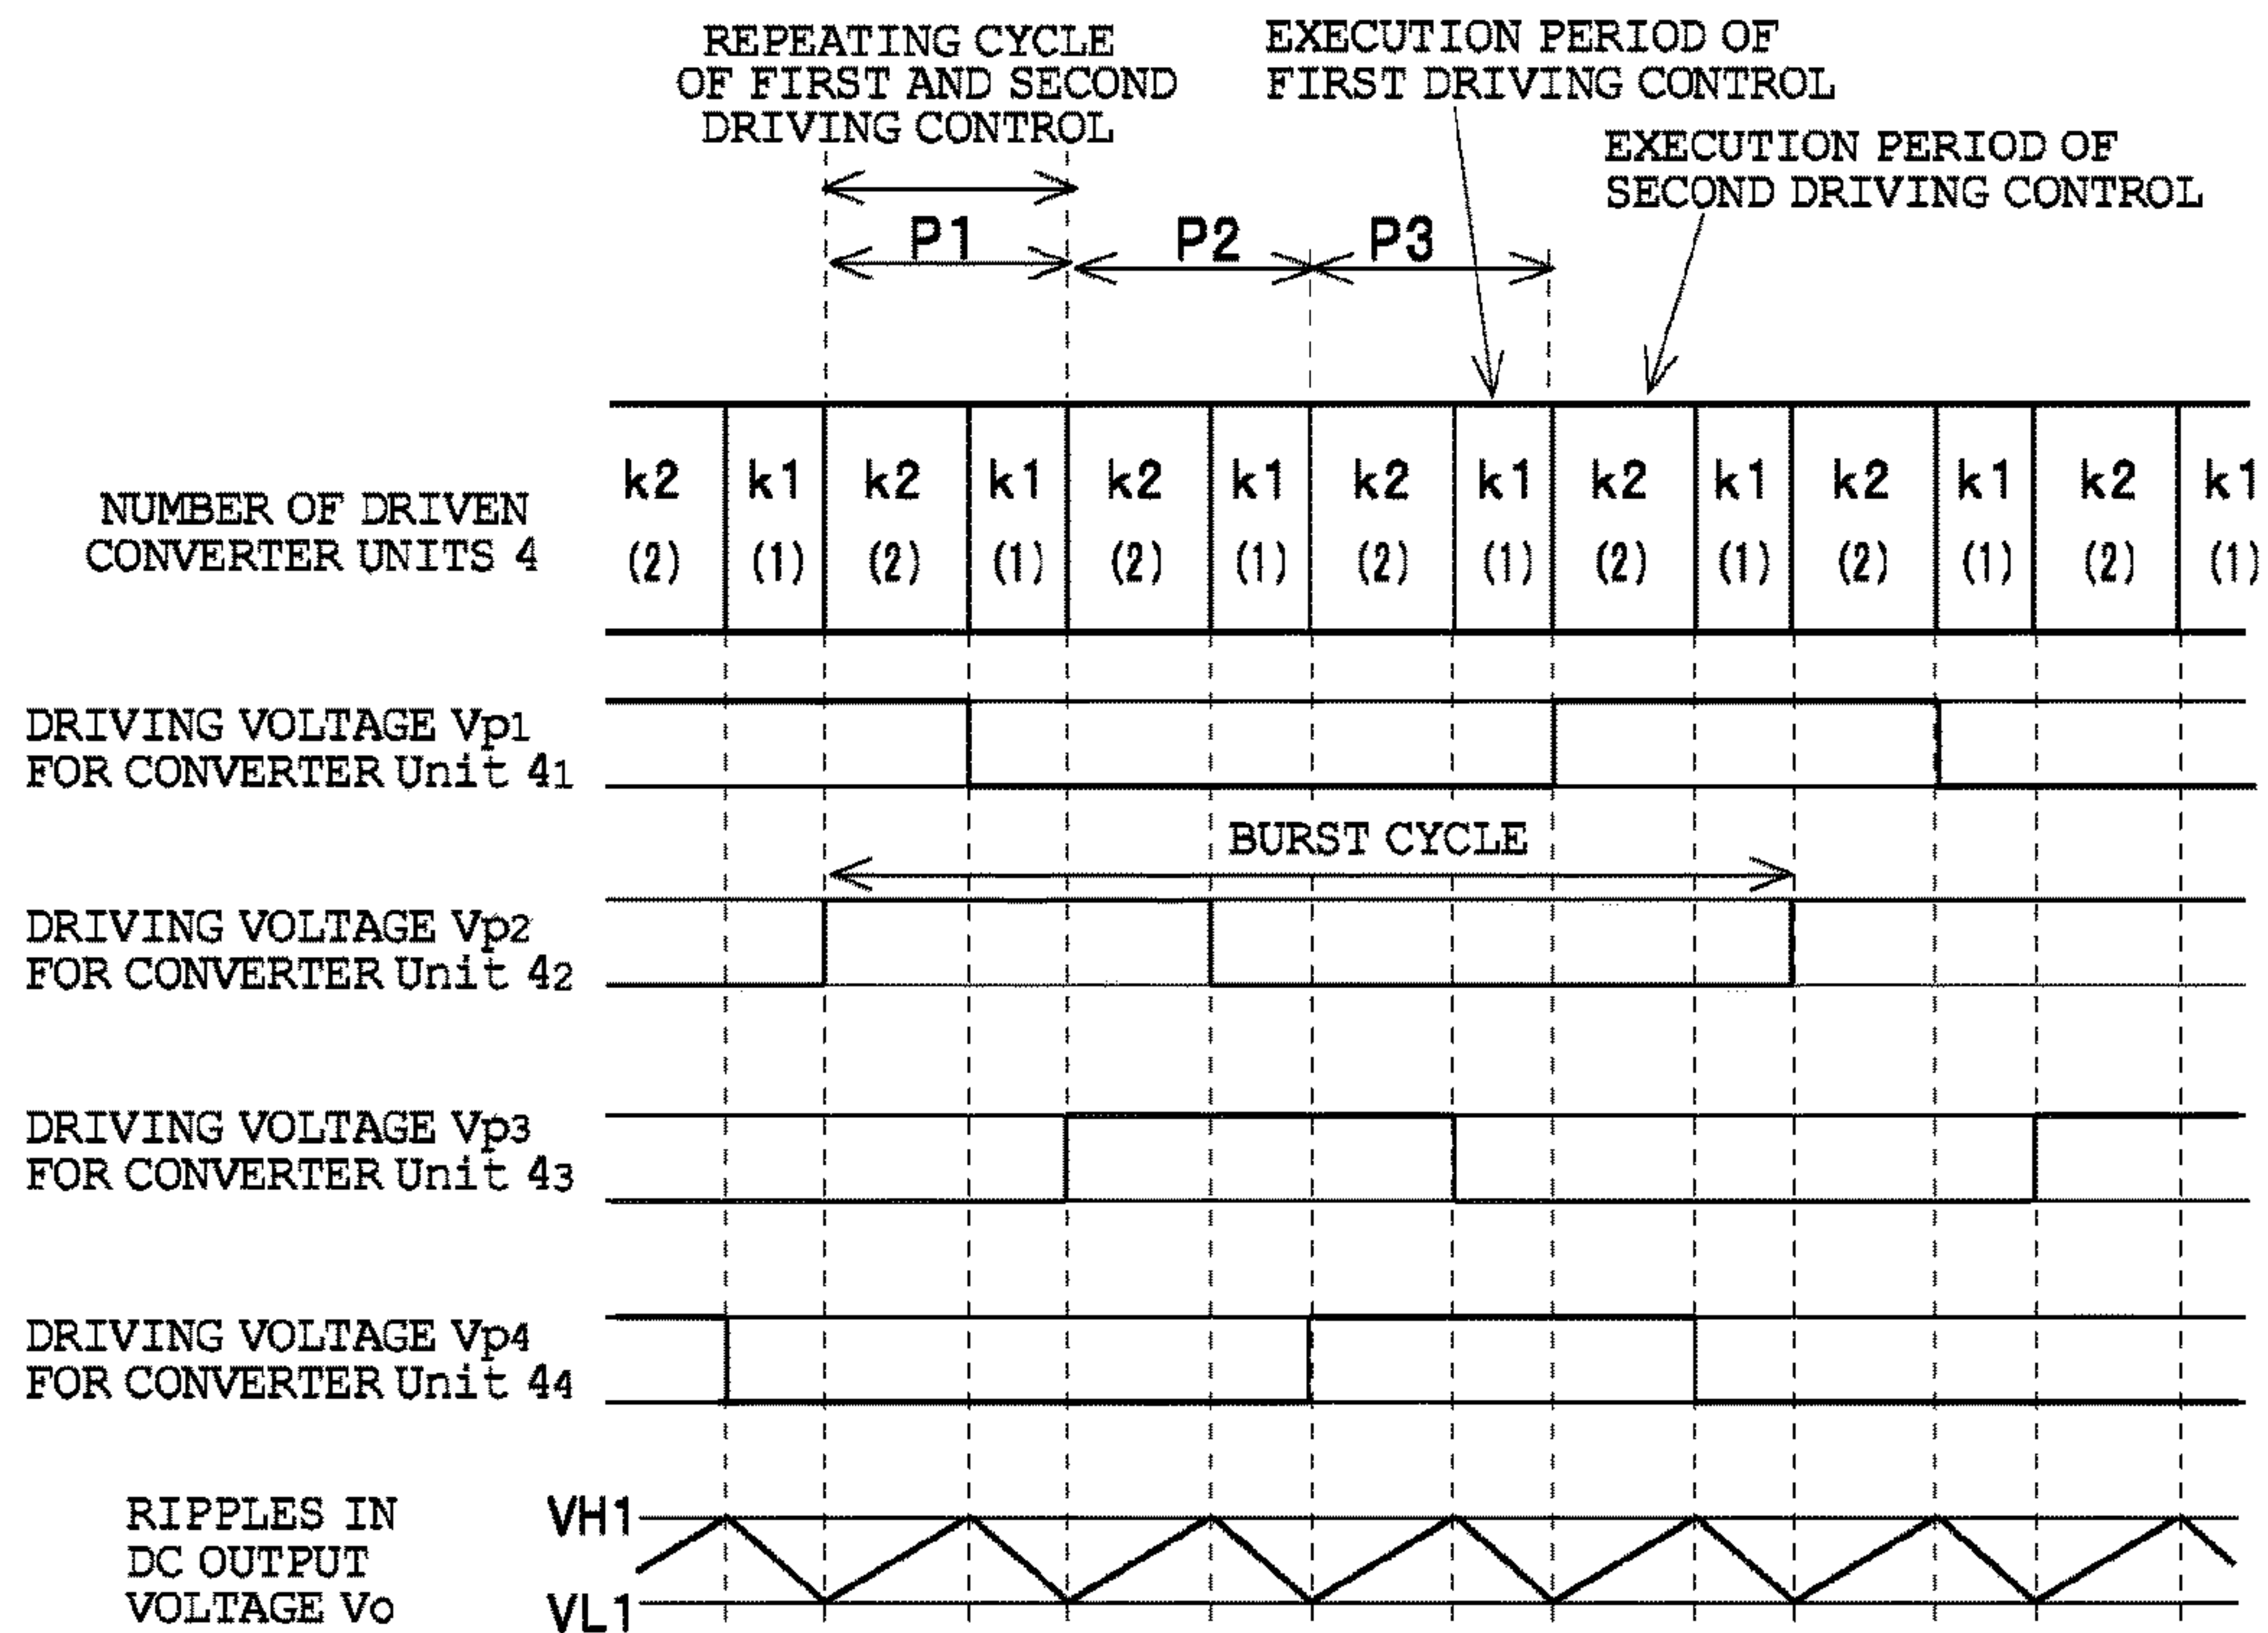 REPEATING CYCLE
OF FIRST AND SECOND
DRIVING CONTROL
EXECUTION PERIOD OF
FIRST DRIVING CONTROL
EXECUTION PERIOD OF
SECOND DRIVING CONTROL
P1
P2
P3
NUMBER OF DRIVEN
CONVERTER UNITS 4
k2 k1 k2 k1 k2 k1 k2 k1 k2 k1 k2 k1 k2 k1
(2) (1) (2) (1) (2) (1) (2) (1) (2) (1) (2) (1) (2) (1)
DRIVING VOLTAGE Vp1
FOR CONVERTER Unit 41
BURST CYCLE
DRIVING VOLTAGE Vp2
FOR CONVERTER Unit 42
DRIVING VOLTAGE Vp3
FOR CONVERTER Unit 43
DRIVING VOLTAGE Vp4
FOR CONVERTER Unit 44
RIPPLES IN
DC OUTPUT
VOLTAGE Vo
VH1
VL1